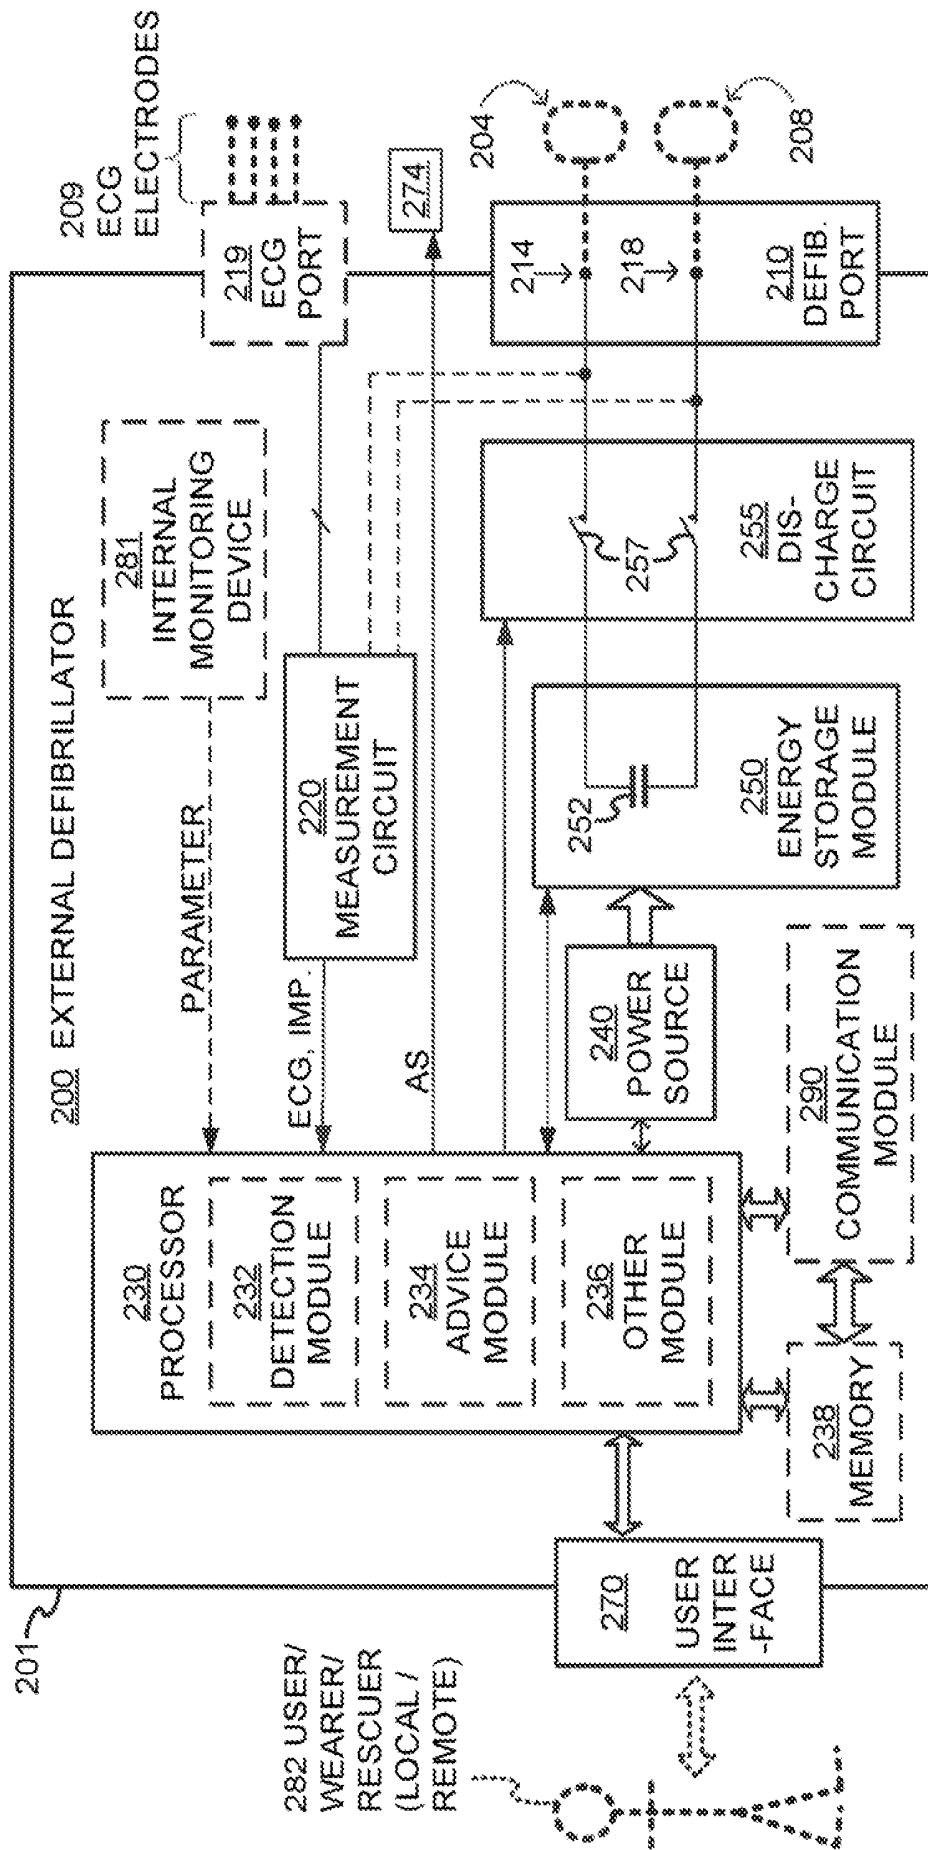 200 EXTERNAL DEFIBRILLATOR
201
282 USER/
WEARER/
RESCUER
(LOCAL /
REMOTE)
270
USER
INTER
-FACE
230
PROCESSOR
232
DETECTION
MODULE
234
ADVICE
MODULE
236
OTHER
MODULE
238
MEMORY
290
COMMUNICATION
MODULE
PARAMETER
ECG, IMP.
AS
281
INTERNAL
MONITORING
DEVICE
220
MEASUREMENT
CIRCUIT
240
POWER
SOURCE
252
250
ENERGY
STORAGE
MODULE
257
255
DIS-
CHARGE
CIRCUIT
209
ECG
ELECTRODES
219
ECG
PORT
274
214
218
210
DEFIB.
PORT
204
208